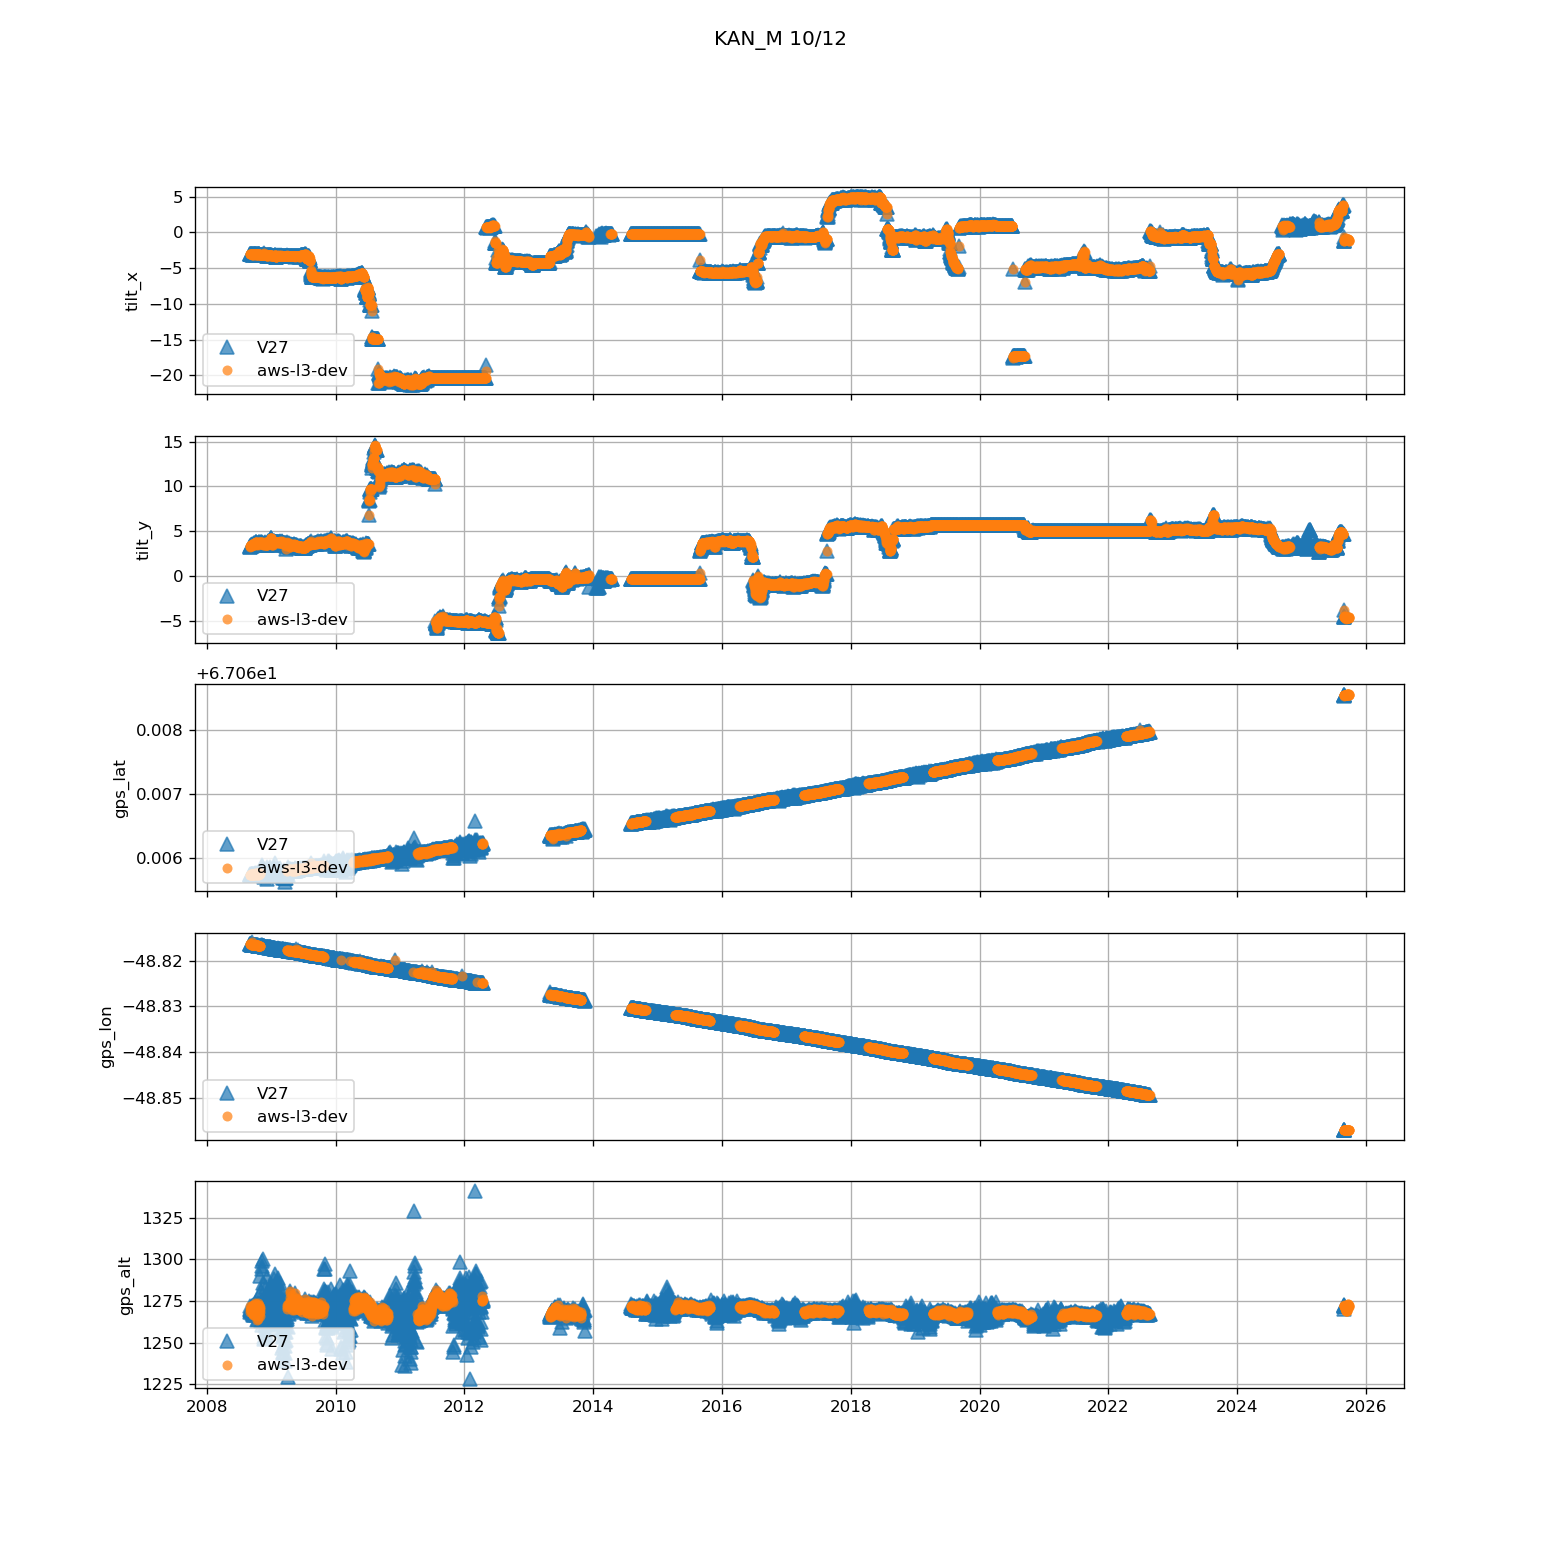 KAN_M 10/12
5
0
−5
−10
−15
−20
tilt_x
V27
aws-l3-dev
15
10
5
0
−5
tilt_y
V27
aws-l3-dev
+6.706e1
0.008
0.007
0.006
gps_lat
V27
aws-l3-dev
−48.82
−48.83
−48.84
−48.85
gps_lon
V27
aws-l3-dev
1325
1300
1275
1250
1225
gps_alt
V27
aws-l3-dev
2008 2010 2012 2014 2016 2018 2020 2022 2024 2026